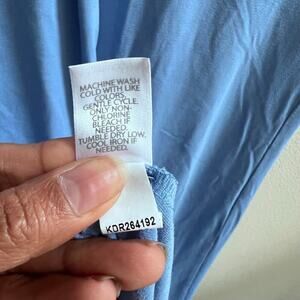 MACHINE WASH
COLD WITH LIKE
COLORS,
GENTLE CYCLE,
ONLY NON-
CHLORINE
BLEACH IF
NEEDED.
TUMBLE DRY LOW,
COOL IRON IF
NEEDED.
KDR264192